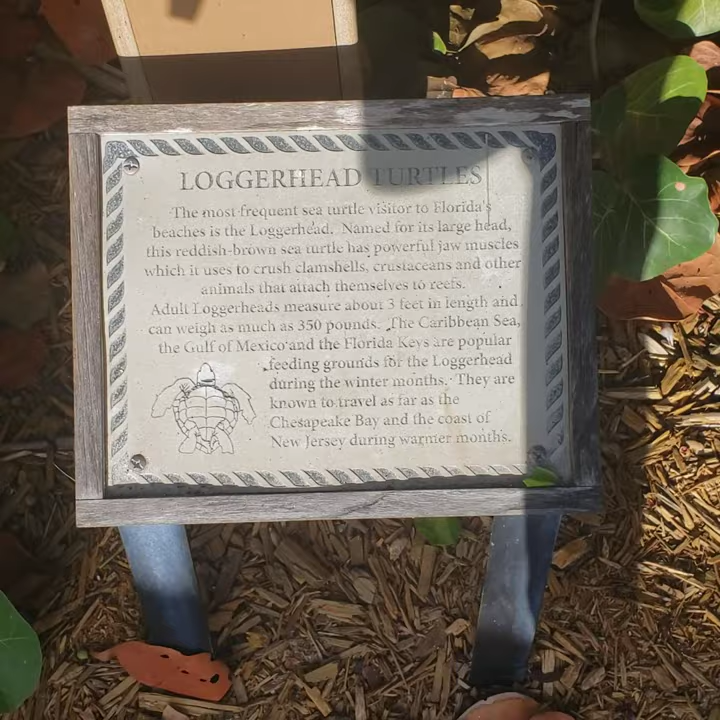 LOGGERHEAD TURTLES
The most frequent sea turtle visitor to Florida's
beaches is the Loggerhead. Named for its large head,
this reddish-brown sea turtle has powerful jaw muscles
which it uses to crush clamshells, crustaceans and other
animals that attach themselves to reefs.
Adult Loggerheads measure about 3 feet in length and
can weigh as much as 350 pounds. The Caribbean Sea,
the Gulf of Mexico and the Florida Keys are popular
feeding grounds for the Loggerhead
during the winter months. They are
known to travel as far as the
Chesapeake Bay and the coast of
New Jersey during warmer months.